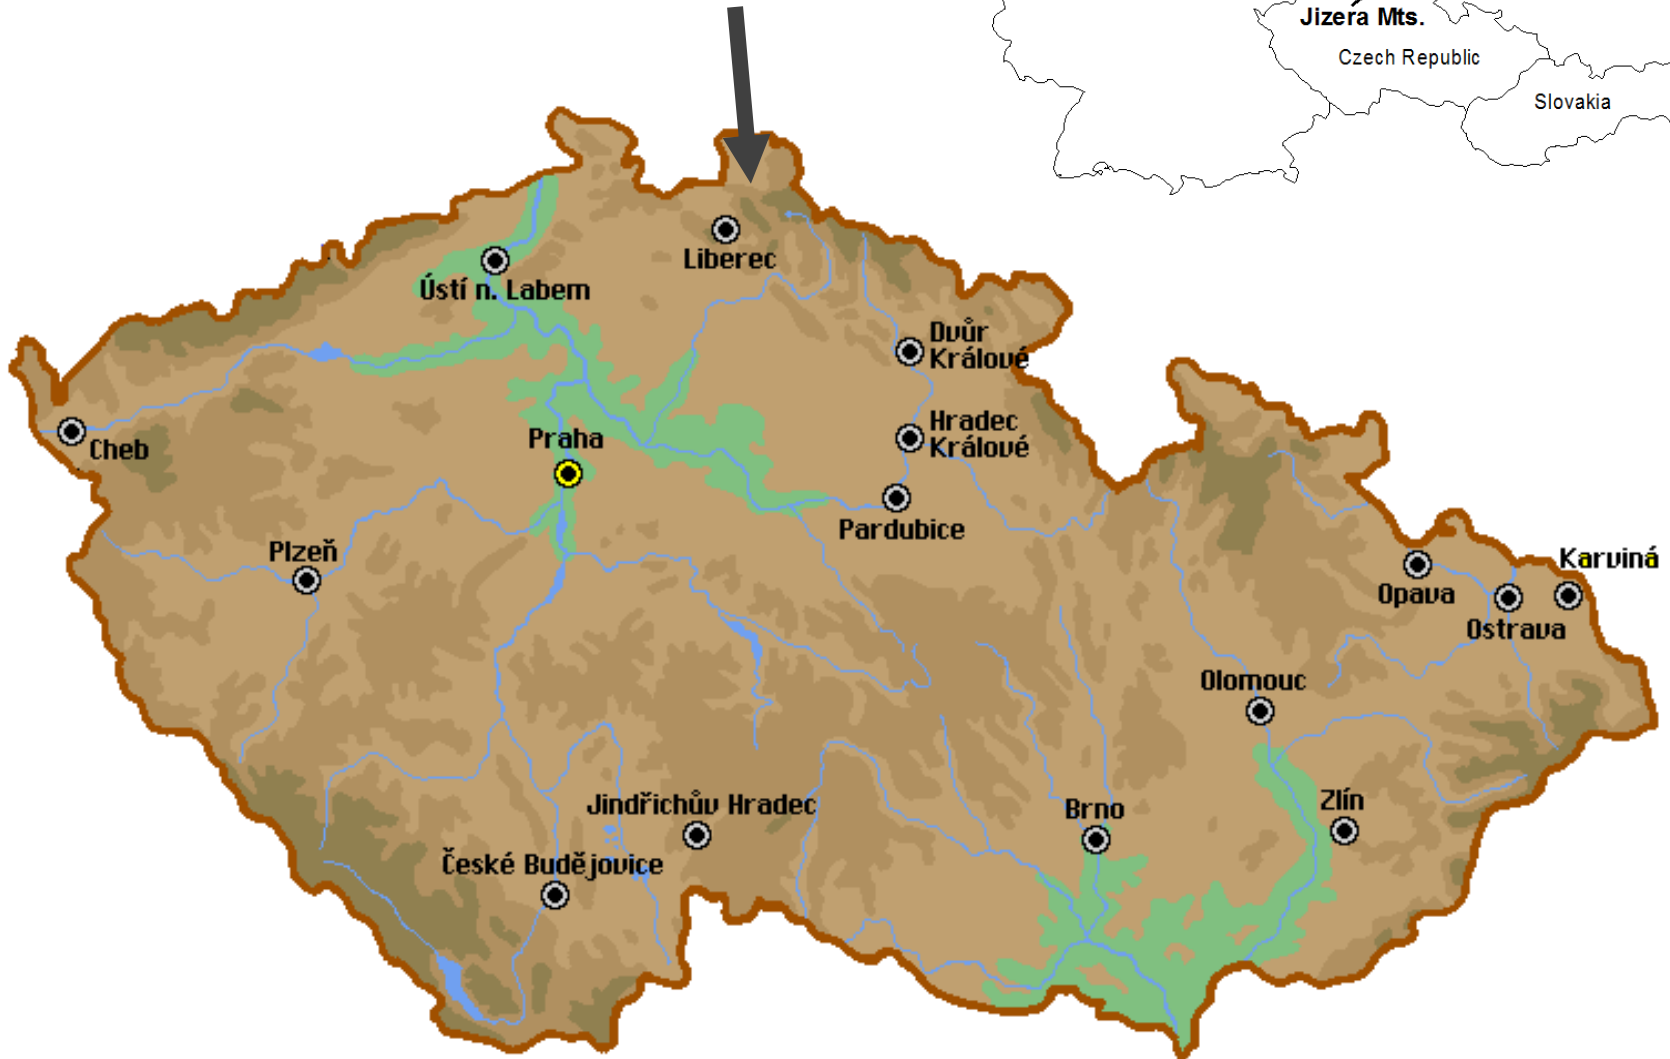 Jizera Mts.
Czech Republic
Slovakia
Liberec
Ústí n. Labem
Dvůr
Králové
Hradec
Králové
Cheb
Praha
Pardubice
Plzeň
Karviná
Opava
Ostrava
Olomouc
Jindřichův Hradec
Brno
Zlín
České Budějovice